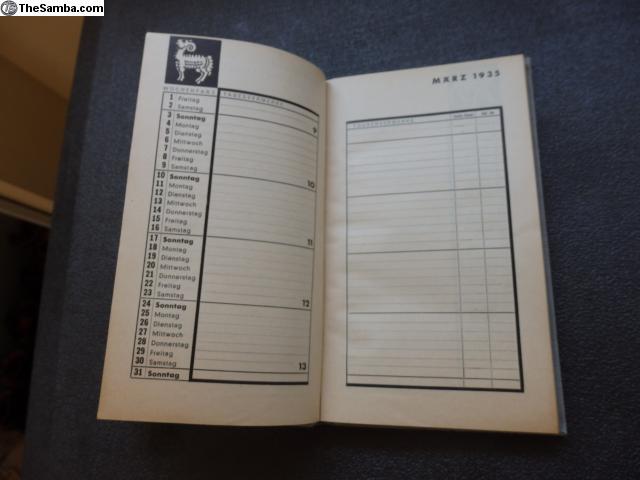 TheSamba.com
MÄRZ 1935
WOCHENTAGE TAGESVERMERKE
1 Freitag
2 Samstag
3 Sonntag
4 Montag
5 Dienstag
6 Mittwoch
7 Donnerstag
8 Freitag
9 Samstag
9
10 Sonntag
11 Montag
12 Dienstag
13 Mittwoch
14 Donnerstag
15 Freitag
16 Samstag
10
17 Sonntag
18 Montag
19 Dienstag
20 Mittwoch
21 Donnerstag
22 Freitag
23 Samstag
11
24 Sonntag
25 Montag
26 Dienstag
27 Mittwoch
28 Donnerstag
29 Freitag
30 Samstag
12
31 Sonntag
13